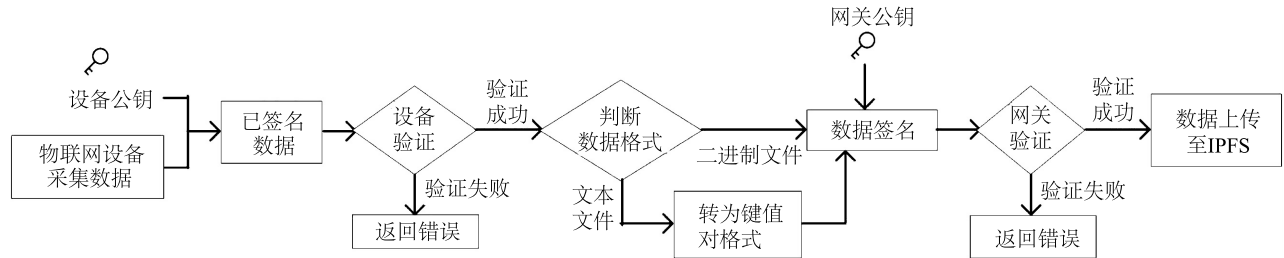 设备公钥
物联网设备
采集数据
已签名
数据
设备
验证
验证失败
返回错误
验证
成功
判断
数据格式
二进制文件
文本
文件
转为键值
对格式
网关公钥
数据签名
网关
验证
验证失败
返回错误
验证
成功
数据上传
至IPFS